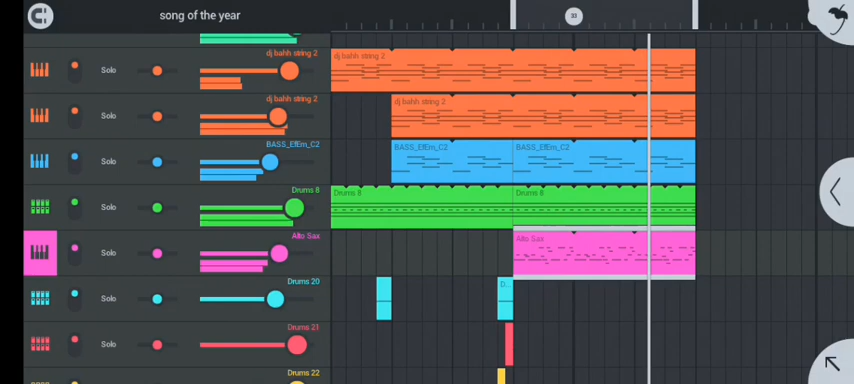 song of the year
33
dj bahh string 2
Solo
dj bahh string 2
dj bahh string 2
Solo
dj bahh string 2
BASS_EfEm_C2
Solo
BASS_EfEm_C2
BASS_EfEm_C2
Drums 8
Solo
Drums 8
Drums 8
Alto Sax
Solo
Alto Sax
Drums 20
Solo
D...
Drums 21
Solo
Drums 22